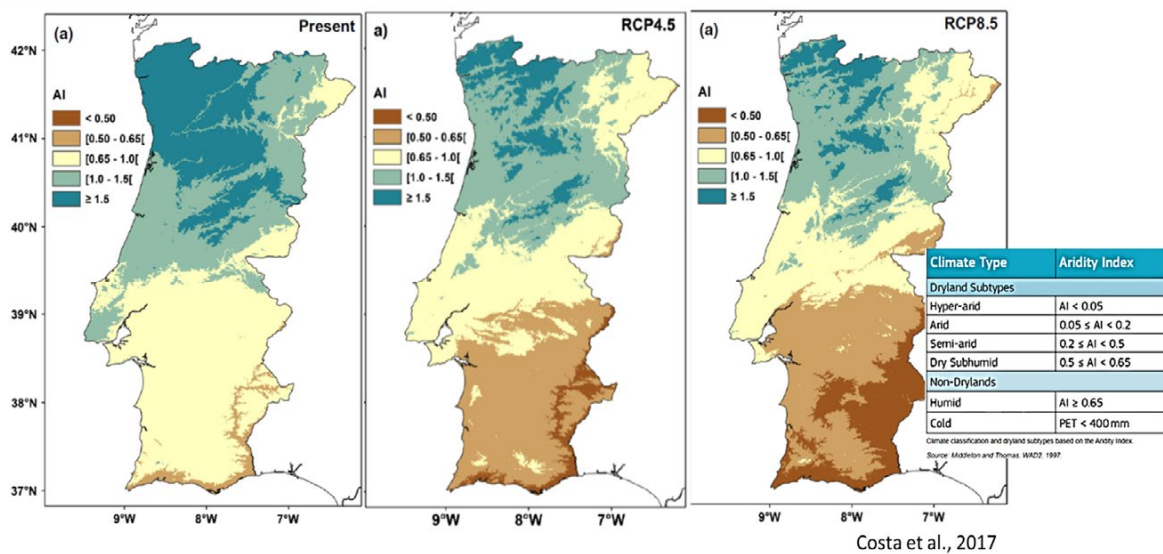 (a) Present
42°N
41°N
40°N
39°N
38°N
37°N
AI
< 0.50
[0.50 - 0.65[
[0.65 - 1.0[
[1.0 - 1.5[
≥ 1.5
9°W 8°W 7°W
a) RCP4.5
AI
< 0.50
[0.50 - 0.65[
[0.65 - 1.0[
[1.0 - 1.5[
≥ 1.5
9°W 8°W 7°W
(a) RCP8.5
AI
< 0.50
[0.50 - 0.65[
[0.65 - 1.0[
[1.0 - 1.5[
≥ 1.5
9°W 8°W 7°W
Climate Type Aridity Index
Dryland Subtypes
Hyper-arid AI < 0.05
Arid 0.05 ≤ AI < 0.2
Semi-arid 0.2 ≤ AI < 0.5
Dry Subhumid 0.5 ≤ AI < 0.65
Non-Drylands
Humid AI ≥ 0.65
Cold PET < 400 mm
Climate classification and dryland subtypes based on the Aridity Index.
Source: Middleton and Thomas, WAD2, 1997.
Costa et al., 2017